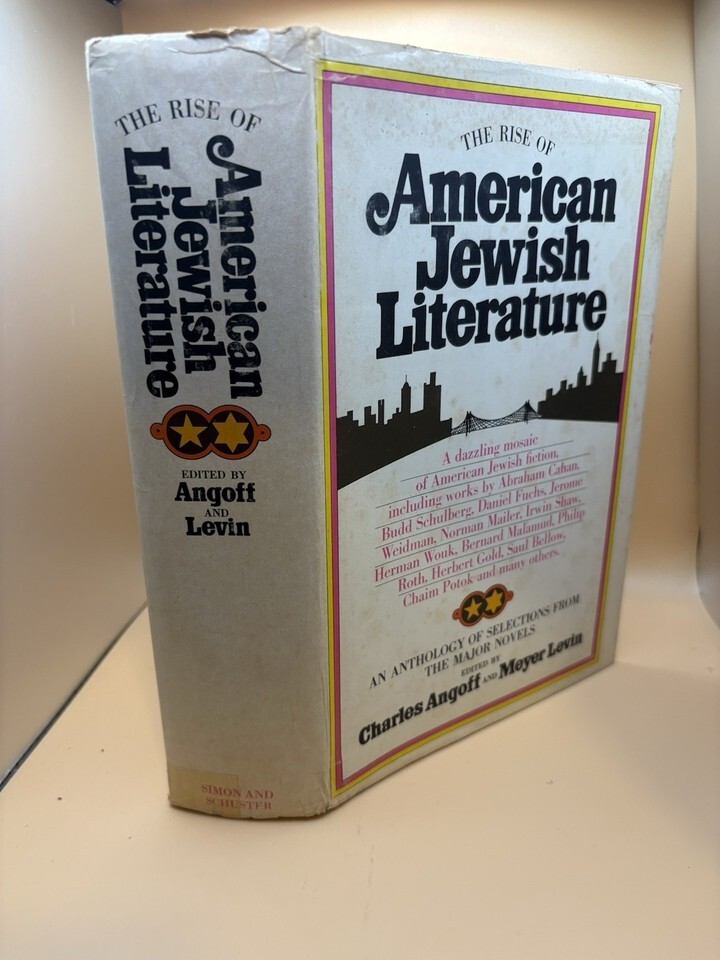 THE RISE OF
American
Jewish
Literature
EDITED BY
Angoff
AND
Levin
SIMON AND
SCHUSTER
THE RISE OF
American
Jewish
Literature
A dazzling mosaic
of American Jewish fiction,
including works by Abraham Cahan,
Budd Schulberg, Daniel Fuchs, Jerome
Weidman, Norman Mailer, Irwin Shaw,
Herman Wouk, Bernard Malamud, Philip
Roth, Herbert Gold, Saul Bellow,
Chaim Potok-and many others.
AN ANTHOLOGY OF SELECTIONS FROM
THE MAJOR NOVELS
EDITED BY
Charles Angoff AND Meyer Levin